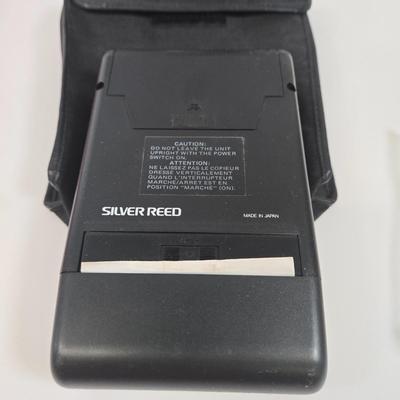 CAUTION:
DO NOT LEAVE THE UNIT
UPRIGHT WITH THE POWER
SWITCH ON.
ATTENTION:
NE LAISSEZ PAS LE COPIEUR
DRESSE VERTICALEMENT
QUAND L'INTERRUPTEUR
MARCHE/ARRET EST EN
POSITION "MARCHE" (ON).
SILVER REED
MADE IN JAPAN